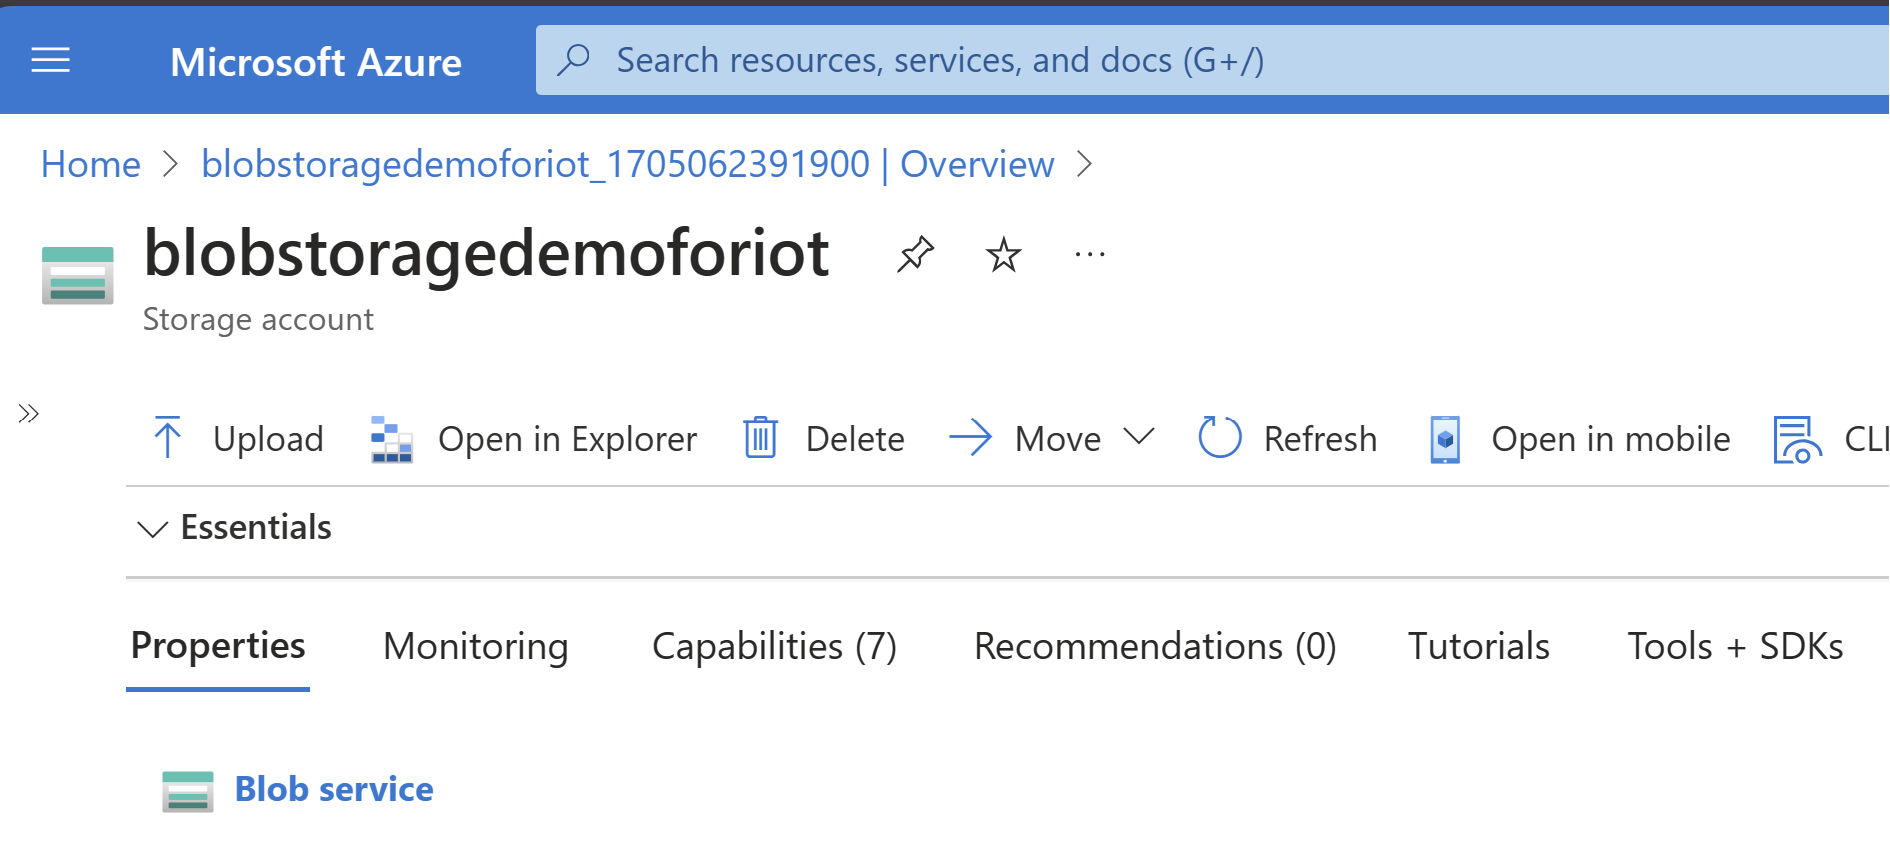 Microsoft Azure
Search resources, services, and docs (G+/)
Home > blobstoragedemoforiot_1705062391900 | Overview >
blobstoragedemoforiot
Storage account
Upload Open in Explorer Delete Move Refresh Open in mobile CLI
Essentials
Properties Monitoring Capabilities (7) Recommendations (0) Tutorials Tools + SDKs
Blob service